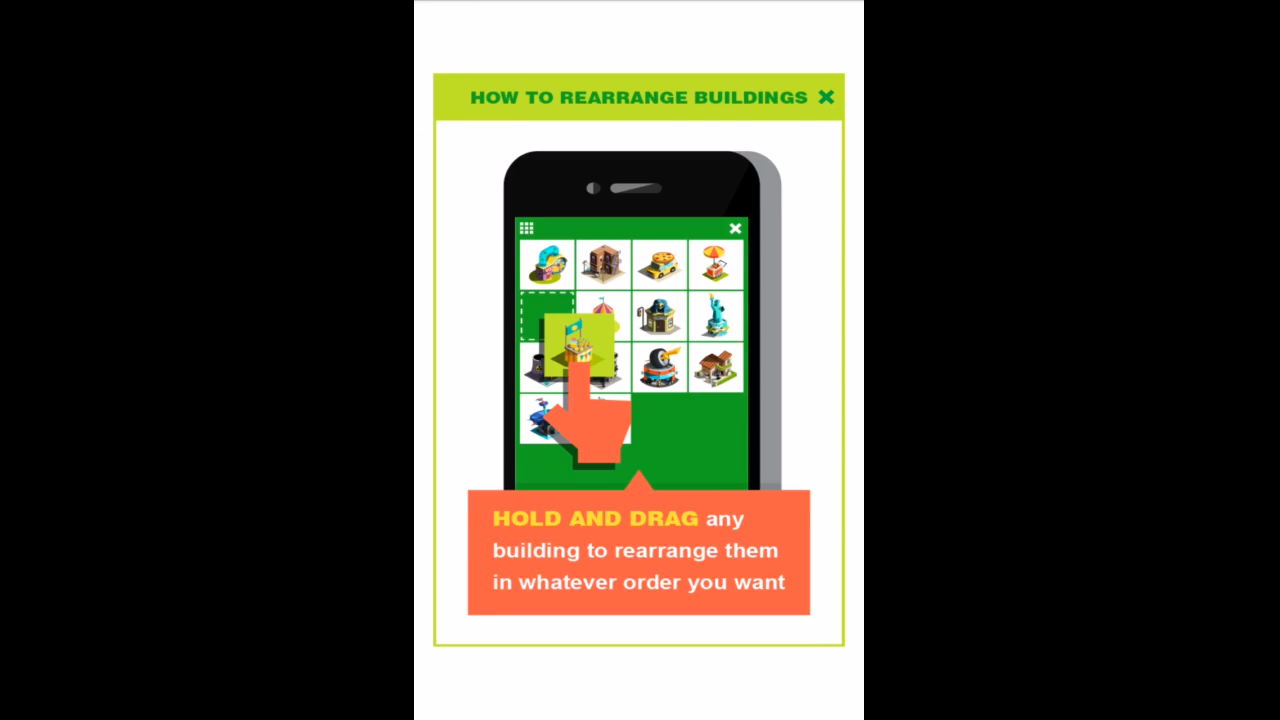 HOW TO REARRANGE BUILDINGS
HOLD AND DRAG any
building to rearrange them
in whatever order you want